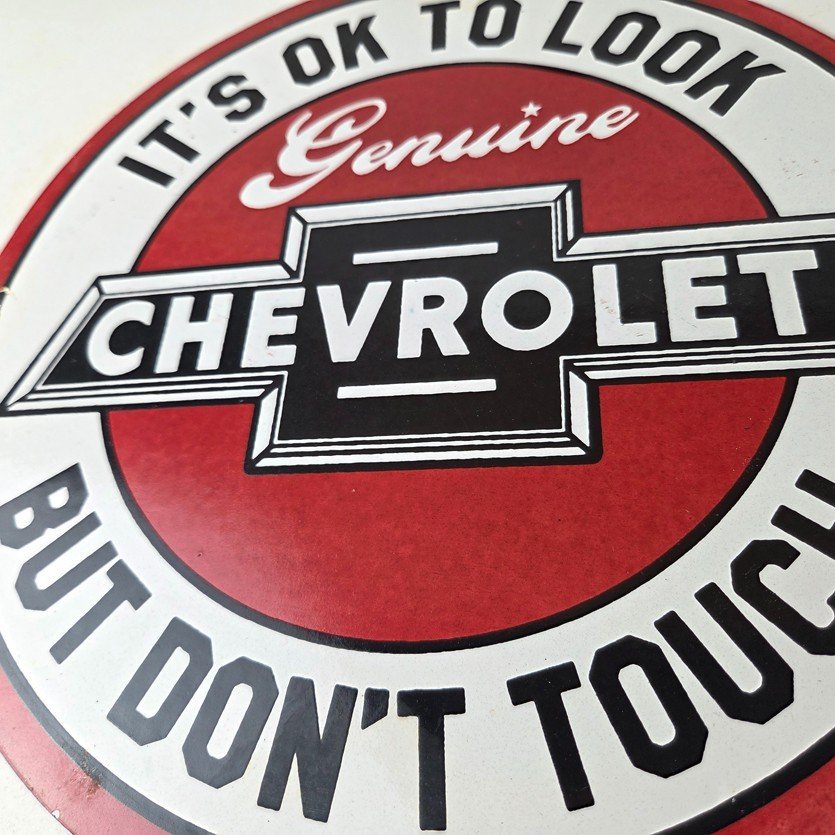 IT'S OK TO LOOK
Genuine
CHEVROLET
BUT DON'T TOUCH